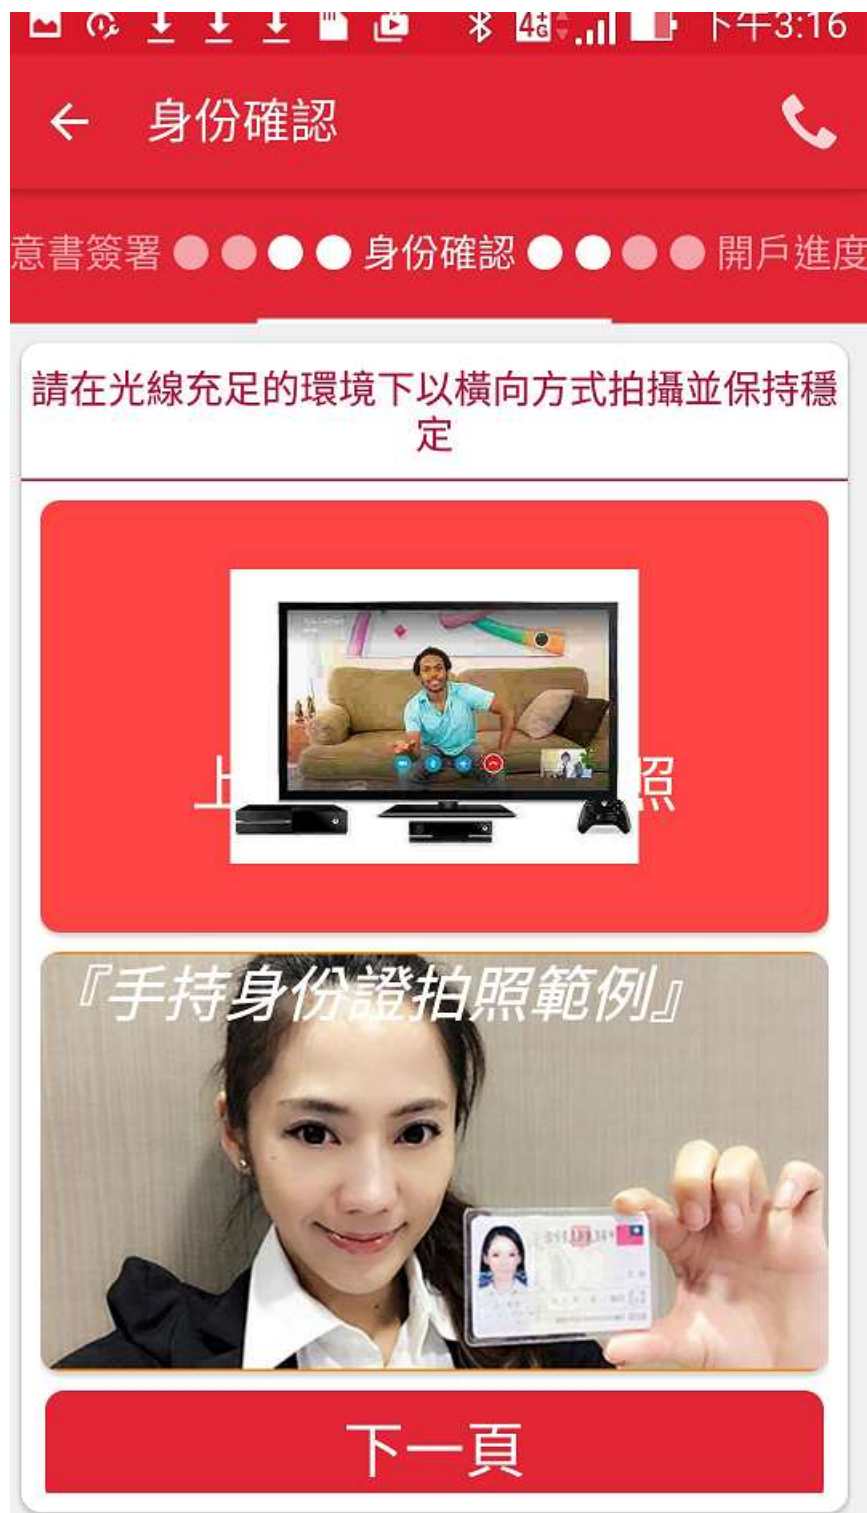 下午3:16
身份確認
意書簽署
身份確認
開戶進度
請在光線充足的環境下以橫向方式拍攝並保持穩
定
上
照
『手持身份證拍照範例』
下一頁